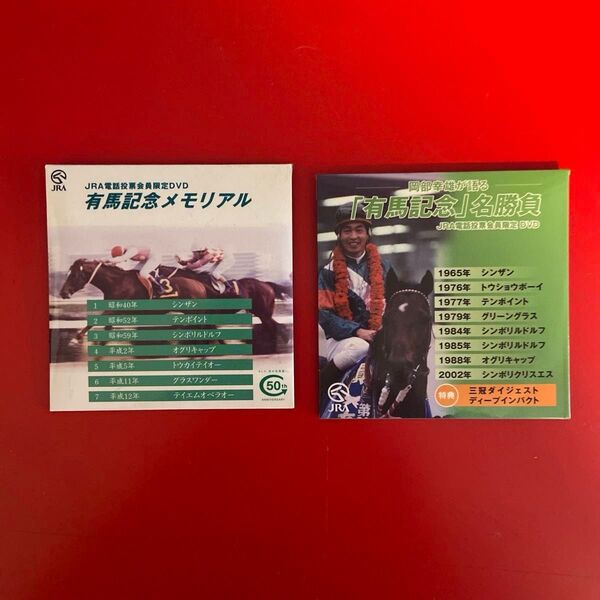 JRA
JRA電話投票会員限定DVD
有馬記念メモリアル
1 昭和40年 シンザン
2 昭和52年 テンポイント
3 昭和59年 シンボリルドルフ
4 平成2年 オグリキャップ
5 平成5年 トウカイテイオー
6 平成11年 グラスワンダー
7 平成12年 テイエムオペラオー
50th
ANNIVERSARY
岡部幸雄が語る
「有馬記念」名勝負
JRA電話投票会員限定DVD
1965年 シンザン
1976年 トウショウボーイ
1977年 テンポイント
1979年 グリーングラス
1984年 シンボリルドルフ
1985年 シンボリルドルフ
1988年 オグリキャップ
2002年 シンボリクリスエス
特典 三冠ダイジェスト
ディープインパクト
JRA
第